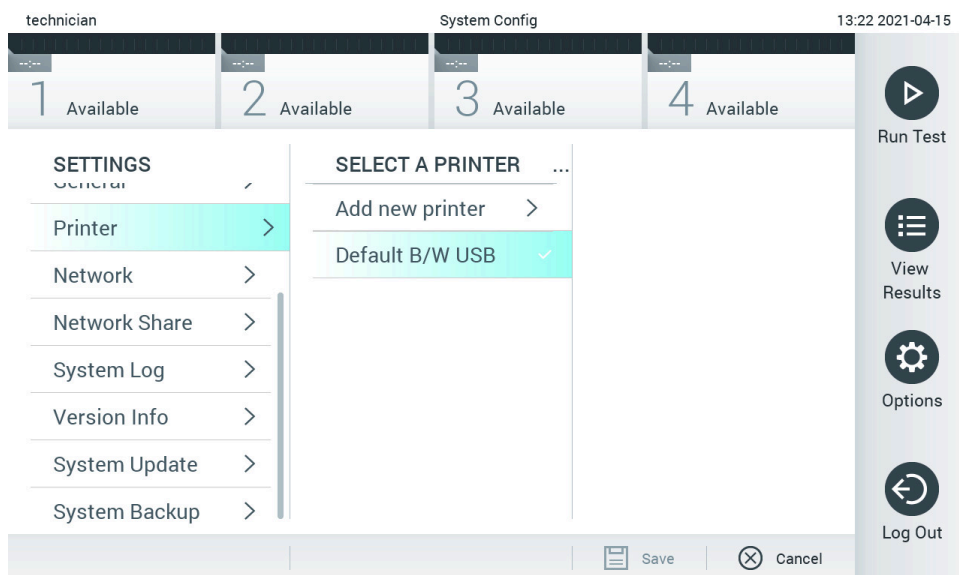 technician System Config 13:22 2021-04-15
--:-- --:-- --:-- --:--
1 Available 2 Available 3 Available 4 Available
Run Test
SETTINGS
General
Printer
Network
Network Share
System Log
Version Info
System Update
System Backup
SELECT A PRINTER ...
Add new printer
Default B/W USB
View
Results
Options
Log Out
Save Cancel